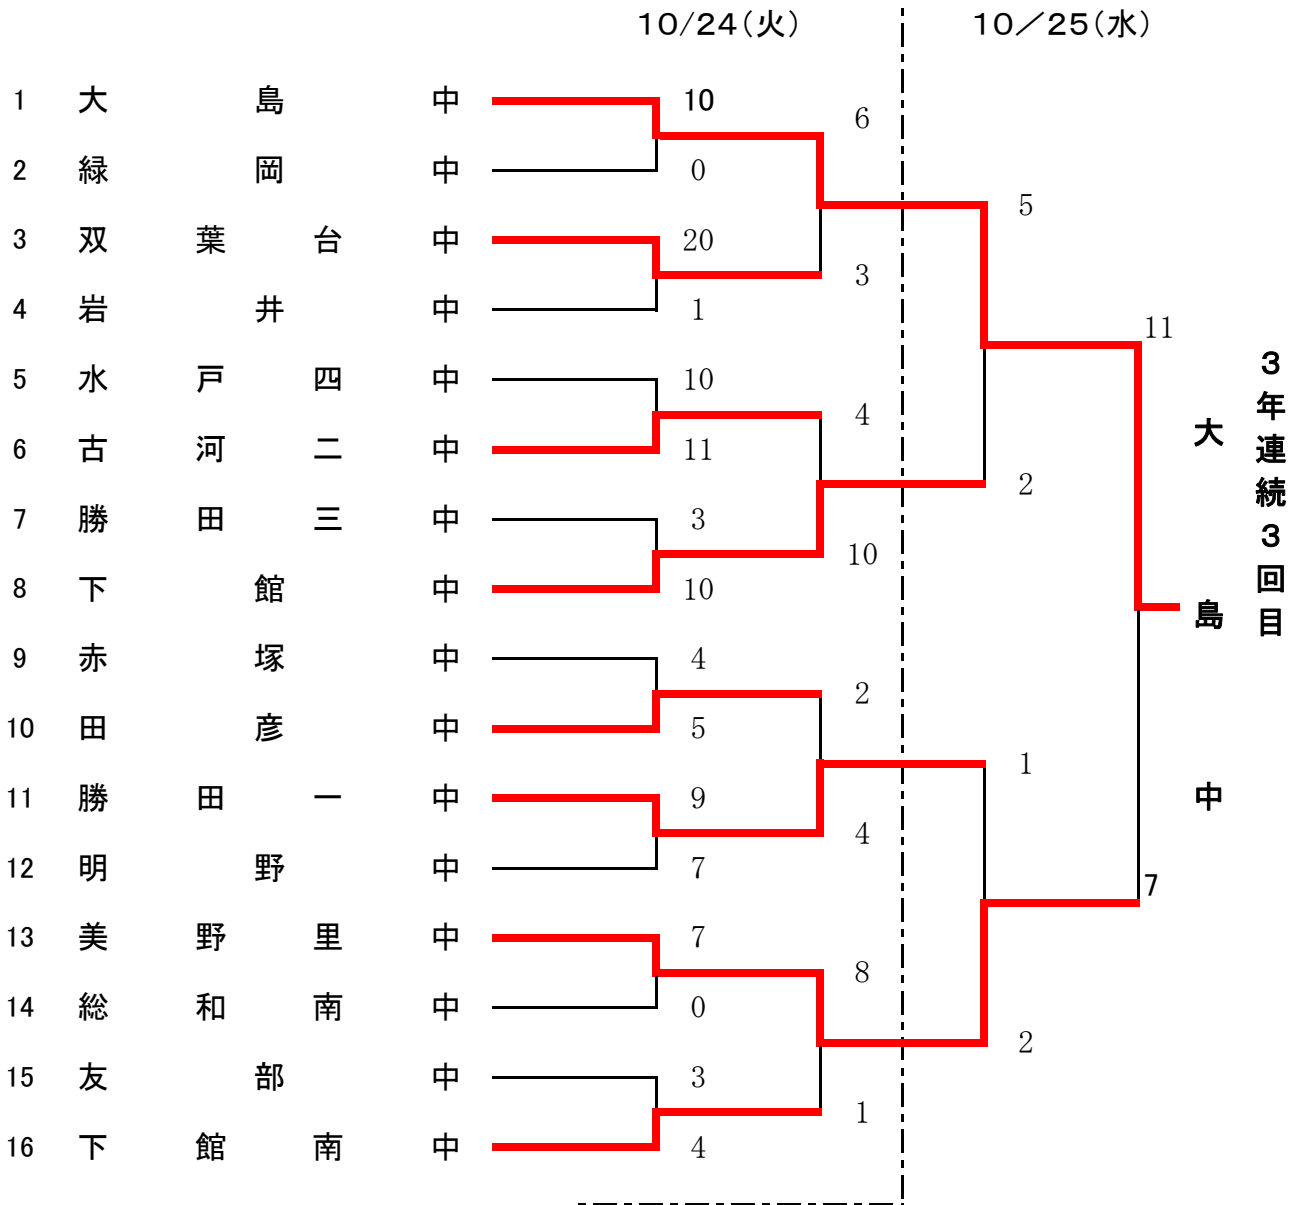 10/24(火) 10／25(水)
1 大島中 10
6
2 緑岡中 0
5
3 双葉台中 20
3
4 岩井中 1
11
5 水戸四中 10
4
6 古河二中 11
2
7 勝田三中 3
10
8 下館中 10
9 赤塚中 4
2
10 田彦中 5
1
11 勝田一中 9
4
12 明野中 7
7
13 美野里中 7
8
14 総和南中 0
2
15 友部中 3
1
16 下館南中 4
大島中
３年連続３回目